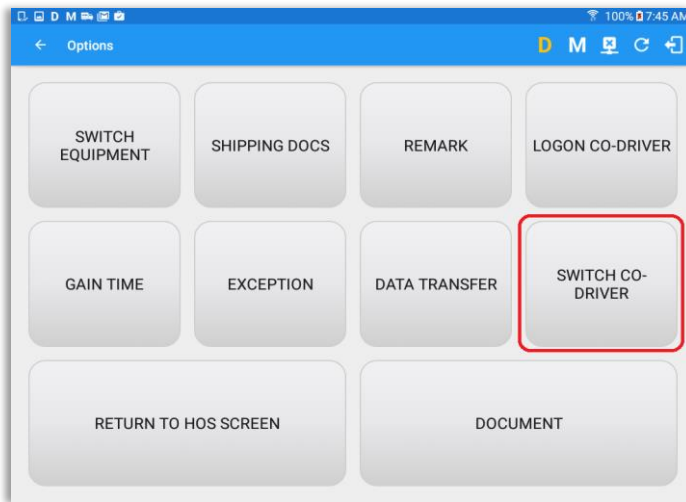 D M 100% 7:45 AM
Options D M
SWITCH
EQUIPMENT
SHIPPING DOCS
REMARK
LOGON CO-DRIVER
GAIN TIME
EXCEPTION
DATA TRANSFER
SWITCH CO-
DRIVER
RETURN TO HOS SCREEN
DOCUMENT